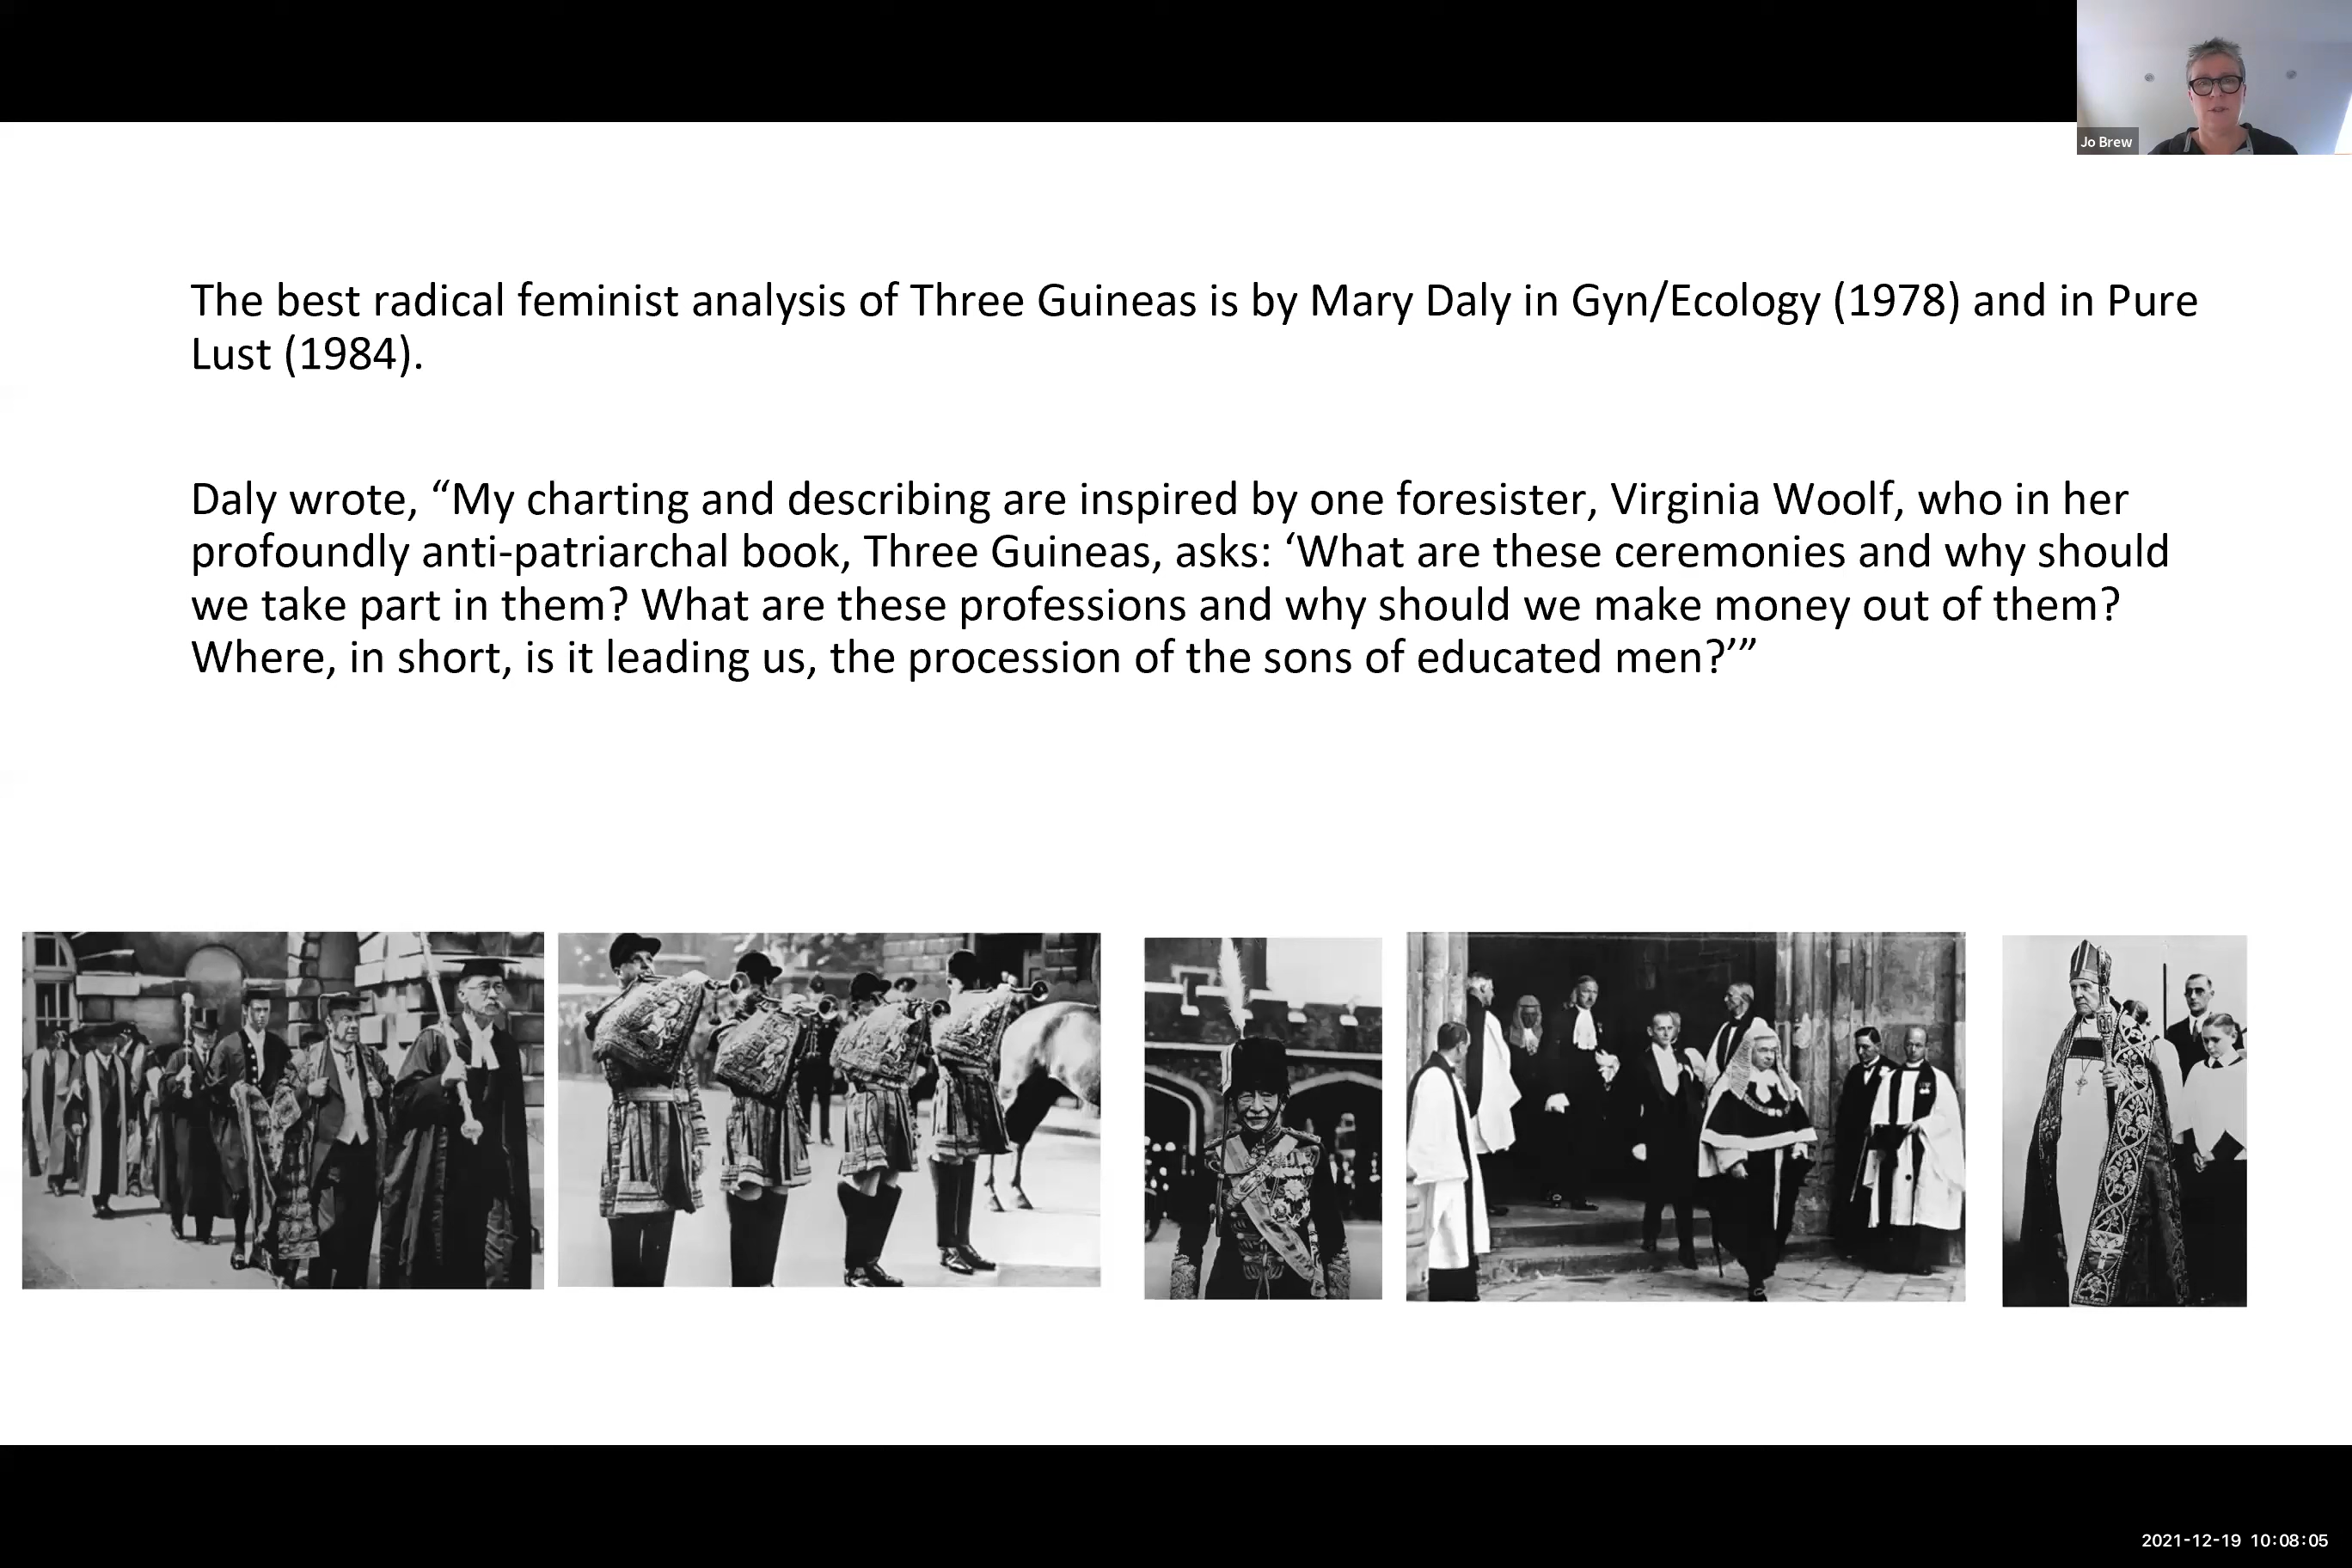 Jo Brew
The best radical feminist analysis of Three Guineas is by Mary Daly in Gyn/Ecology (1978) and in Pure
Lust (1984).
Daly wrote, “My charting and describing are inspired by one foresister, Virginia Woolf, who in her
profoundly anti-patriarchal book, Three Guineas, asks: ‘What are these ceremonies and why should
we take part in them? What are these professions and why should we make money out of them?
Where, in short, is it leading us, the procession of the sons of educated men?’”
2021-12-19 10:08:05